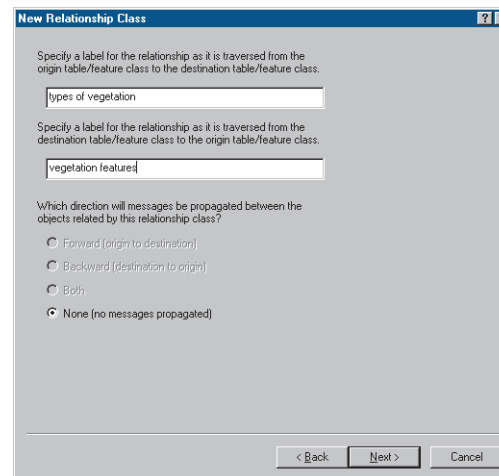 New Relationship Class
Specify a label for the relationship as it is traversed from the
origin table/feature class to the destination table/feature class.
types of vegetation
Specify a label for the relationship as it is traversed from the
destination table/feature class to the origin table/feature class.
vegetation features
Which direction will messages be propagated between the
objects related by this relationship class?
Forward (origin to destination)
Backward (destination to origin)
Both
None (no messages propagated)
< Back Next > Cancel